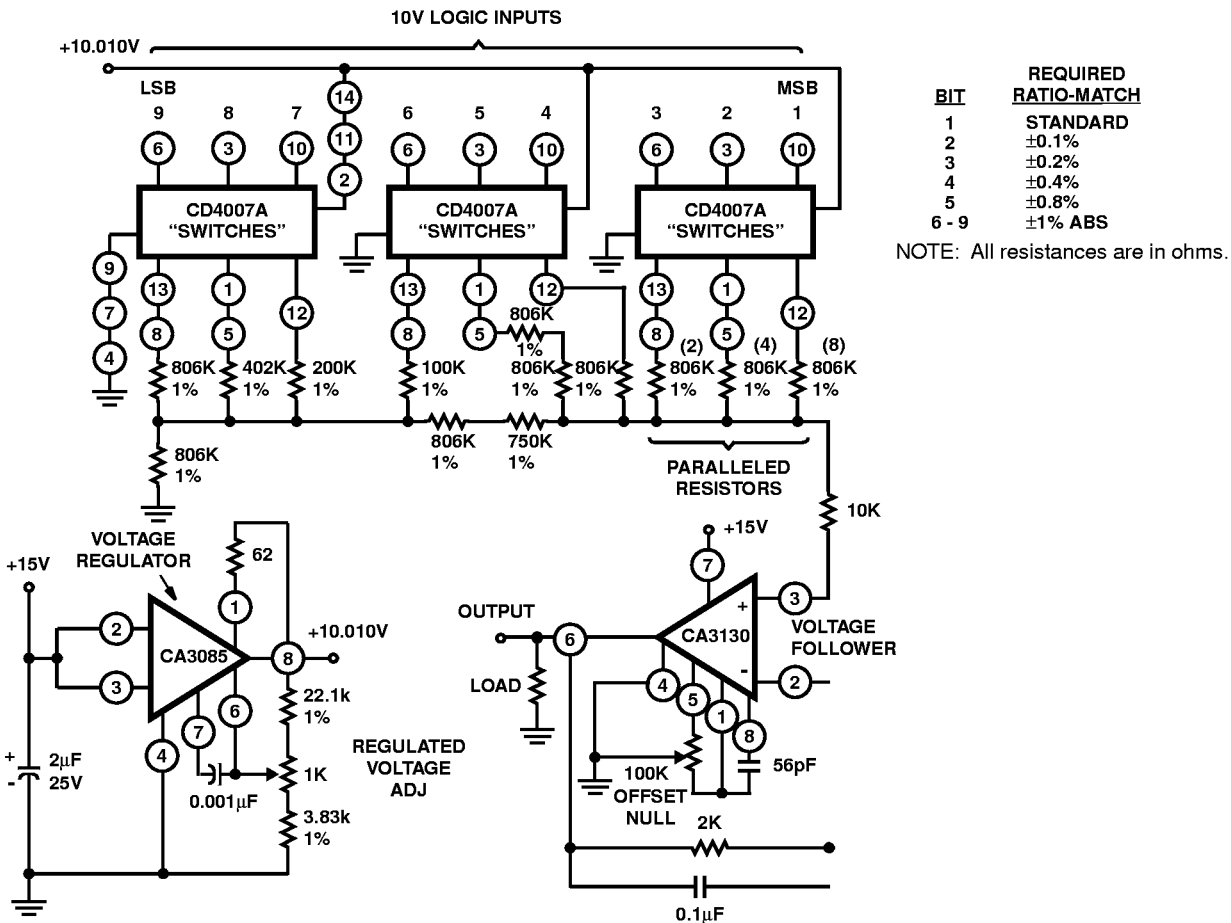 10V LOGIC INPUTS
+10.010V
LSB
MSB
9 8 7 6 5 4 3 2 1
14
11
2
6 3 10 6 3 10 6 3 10
CD4007A
“SWITCHES”
CD4007A
“SWITCHES”
CD4007A
“SWITCHES”
9
7
4
13 1 12
8 5
13 1 12
8 5
13 1 12
8 5
(2) (4) (8)
806K
1%
402K
1%
200K
1%
100K
1%
806K
1%
806K
1%
806K
1%
806K
1%
806K
1%
806K
1%
806K
1%
750K
1%
806K
1%
PARALLELED
RESISTORS
10K
REQUIRED
BIT RATIO-MATCH
1 STANDARD
2 ±0.1%
3 ±0.2%
4 ±0.4%
5 ±0.8%
6 - 9 ±1% ABS
NOTE: All resistances are in ohms.
VOLTAGE
REGULATOR
+15V
62
1
2
3
CA3085
8
+10.010V
4
7
6
22.1k
1%
1K
3.83k
1%
0.001μF
+
-
2μF
25V
REGULATED
VOLTAGE
ADJ
+15V
7
OUTPUT
6
LOAD
CA3130
+
-
3
2
VOLTAGE
FOLLOWER
4
5
1
8
56pF
100K
OFFSET
NULL
2K
0.1μF